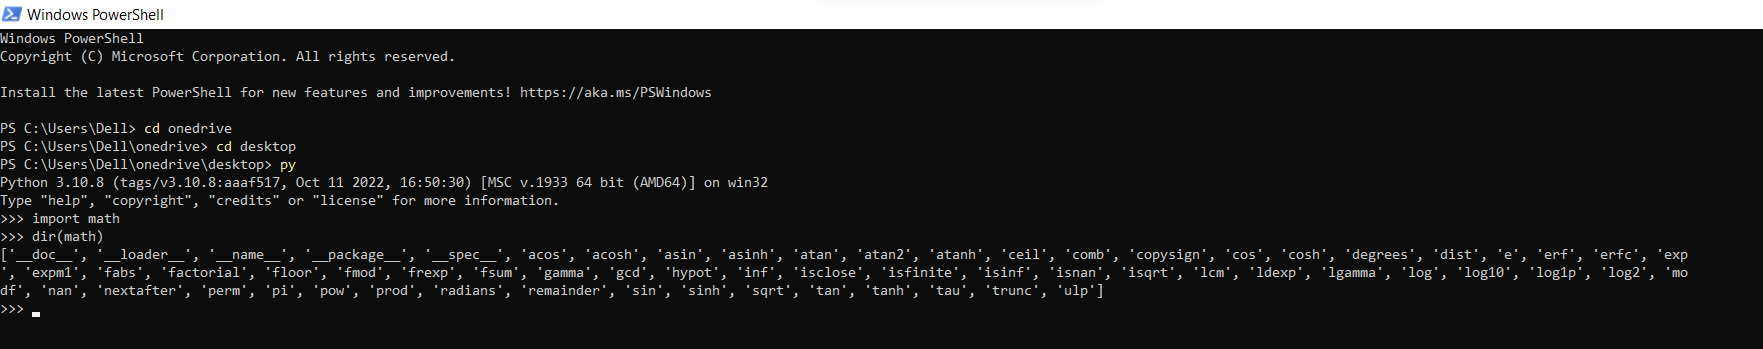 Windows PowerShell
Windows PowerShell
Copyright (C) Microsoft Corporation. All rights reserved.
Install the latest PowerShell for new features and improvements! https://aka.ms/PSWindows
PS C:\Users\Dell> cd onedrive
PS C:\Users\Dell\onedrive> cd desktop
PS C:\Users\Dell\onedrive\desktop> py
Python 3.10.8 (tags/v3.10.8:aaaf517, Oct 11 2022, 16:50:30) [MSC v.1933 64 bit (AMD64)] on win32
Type "help", "copyright", "credits" or "license" for more information.
>>> import math
>>> dir(math)
['__doc__', '__loader__', '__name__', '__package__', '__spec__', 'acos', 'acosh', 'asin', 'asinh', 'atan', 'atan2', 'atanh', 'ceil', 'comb', 'copysign', 'cos', 'cosh', 'degrees', 'dist', 'e', 'erf', 'erfc', 'exp
', 'expm1', 'fabs', 'factorial', 'floor', 'fmod', 'frexp', 'fsum', 'gamma', 'gcd', 'hypot', 'inf', 'isclose', 'isfinite', 'isinf', 'isnan', 'isqrt', 'lcm', 'ldexp', 'lgamma', 'log', 'log10', 'log1p', 'log2', 'mo
df', 'nan', 'nextafter', 'perm', 'pi', 'pow', 'prod', 'radians', 'remainder', 'sin', 'sinh', 'sqrt', 'tan', 'tanh', 'tau', 'trunc', 'ulp']
>>>